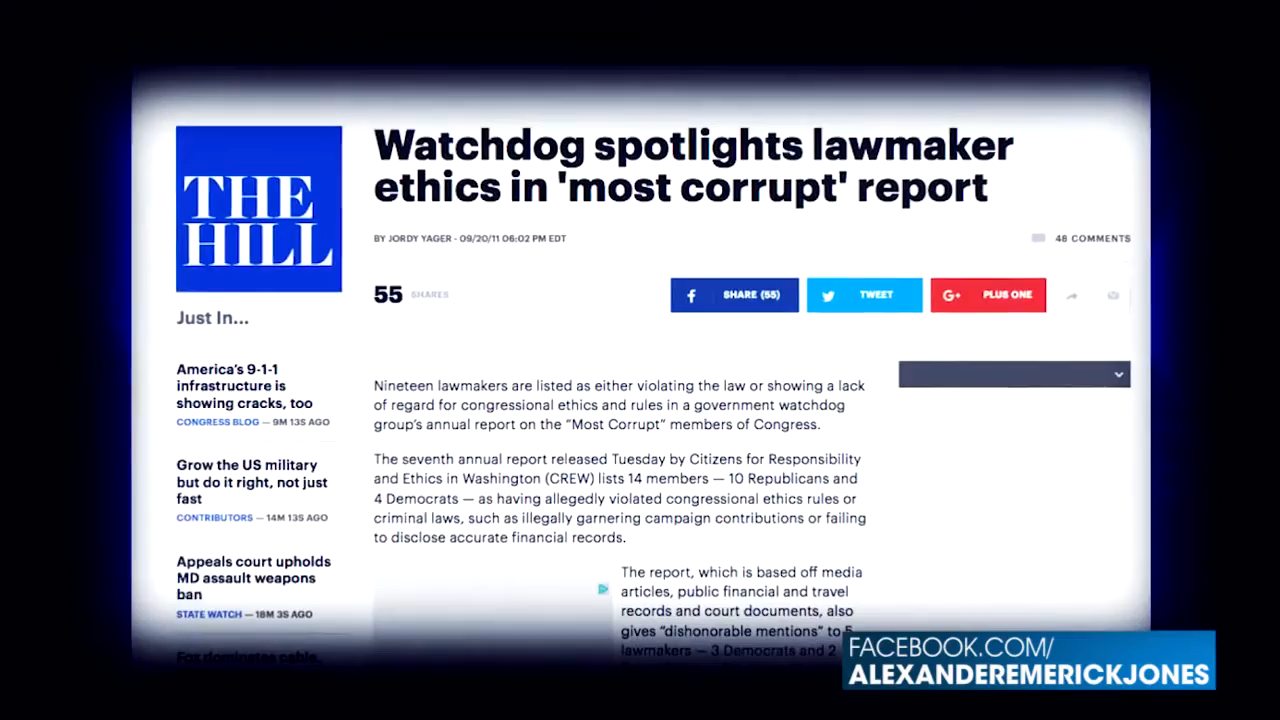 THE
HILL
Watchdog spotlights lawmaker
ethics in 'most corrupt' report
BY JORDY YAGER - 09/20/11 06:02 PM EDT
48 COMMENTS
55 SHARES
SHARE (55)
TWEET
G+ PLUS ONE
Just In...
America's 9-1-1
infrastructure is
showing cracks, too
CONGRESS BLOG — 9M 13S AGO
Grow the US military
but do it right, not just
fast
CONTRIBUTORS — 14M 13S AGO
Appeals court upholds
MD assault weapons
ban
STATE WATCH — 18M 3S AGO
Fox dominates cable,
Nineteen lawmakers are listed as either violating the law or showing a lack
of regard for congressional ethics and rules in a government watchdog
group's annual report on the "Most Corrupt" members of Congress.
The seventh annual report released Tuesday by Citizens for Responsibility
and Ethics in Washington (CREW) lists 14 members — 10 Republicans and
4 Democrats — as having allegedly violated congressional ethics rules or
criminal laws, such as illegally garnering campaign contributions or failing
to disclose accurate financial records.
The report, which is based off media
articles, public financial and travel
records and court documents, also
gives "dishonorable mentions" to 5
lawmakers — 3 Democrats and 2
FACEBOOK.COM/
ALEXANDEREMERICKJONES